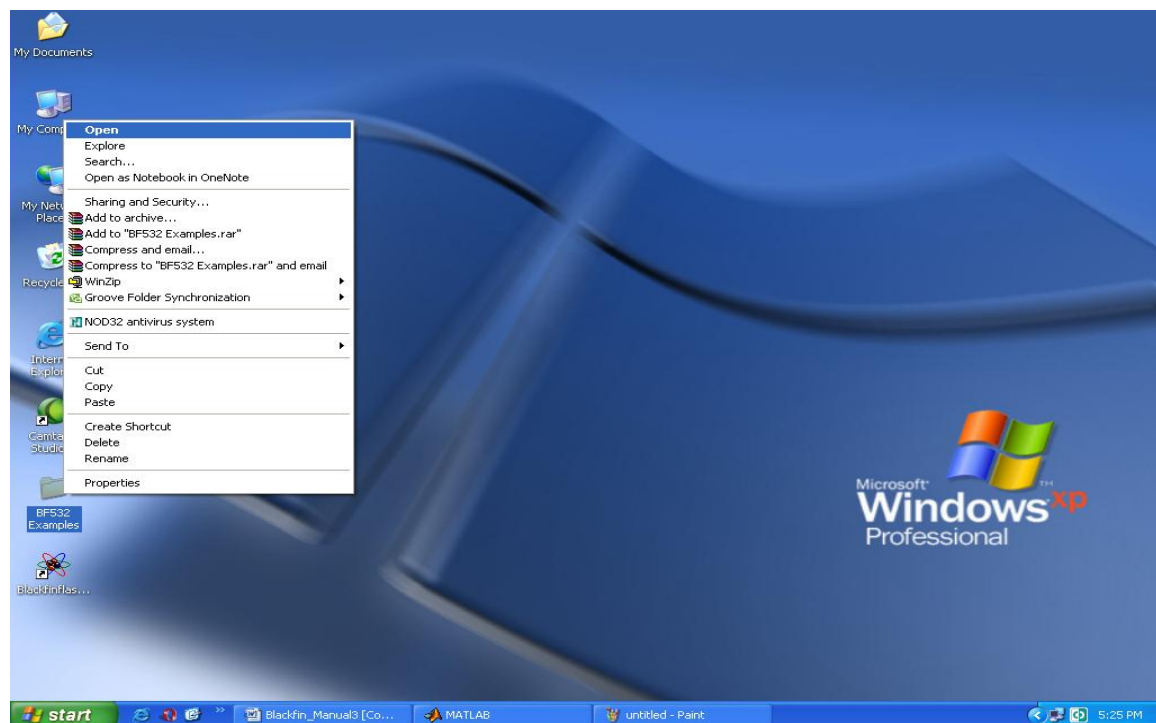 My Documents
My Comp
My Netw
Place
Recycle
Intern
Explor
Camta
Studio
BF532
Examples
Blackfinflas...
Open
Explore
Search...
Open as Notebook in OneNote
Sharing and Security...
Add to archive...
Add to "BF532 Examples.rar"
Compress and email...
Compress to "BF532 Examples.rar" and email
WinZip
Groove Folder Synchronization
NOD32 antivirus system
Send To
Cut
Copy
Paste
Create Shortcut
Delete
Rename
Properties
Microsoft
Windows xp
Professional
start
Blackfin_Manual3 [Co...
MATLAB
untitled - Paint
5:25 PM